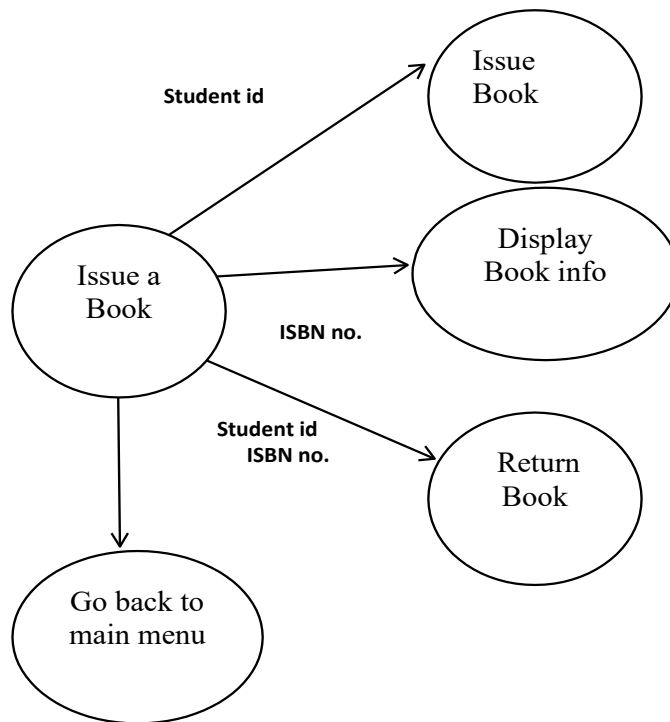 Issue
Book
Student id
Display
Book info
Issue a
Book
ISBN no.
Student id
ISBN no.
Return
Book
Go back to
main menu